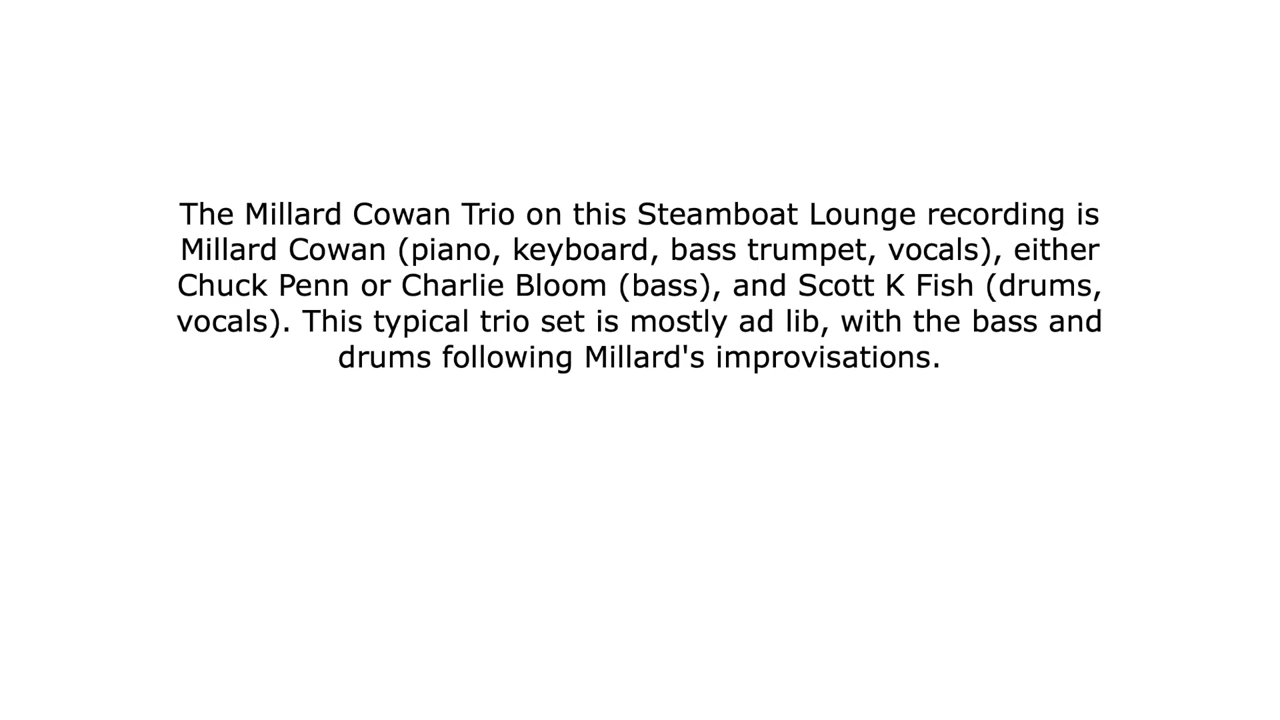 The Millard Cowan Trio on this Steamboat Lounge recording is
Millard Cowan (piano, keyboard, bass trumpet, vocals), either
Chuck Penn or Charlie Bloom (bass), and Scott K Fish (drums,
vocals). This typical trio set is mostly ad lib, with the bass and
drums following Millard's improvisations.